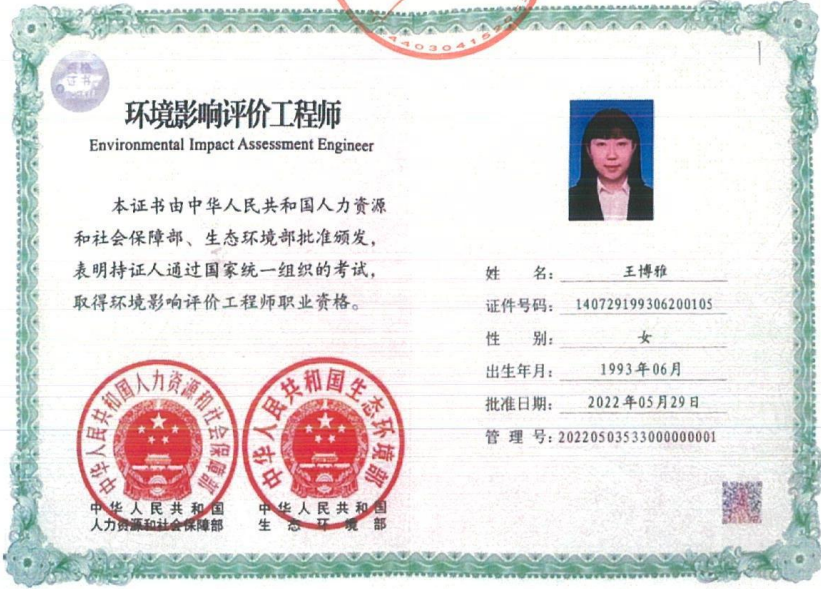 44030415
资格
证书
环境影响评价工程师
Environmental Impact Assessment Engineer
本证书由中华人民共和国人力资源
和社会保障部、生态环境部批准颁发，
表明持证人通过国家统一组织的考试，
取得环境影响评价工程师职业资格。
姓 名： 王博雅
证件号码： 140729199306200105
性 别： 女
出生年月： 1993年06月
批准日期： 2022年05月29日
管 理 号： 20220503533000000001
中华人民共和国人力资源和社会保障部
中华人民共和国生态环境部
中华人民共和国
人力资源和社会保障部
中华人民共和国
生态环境部